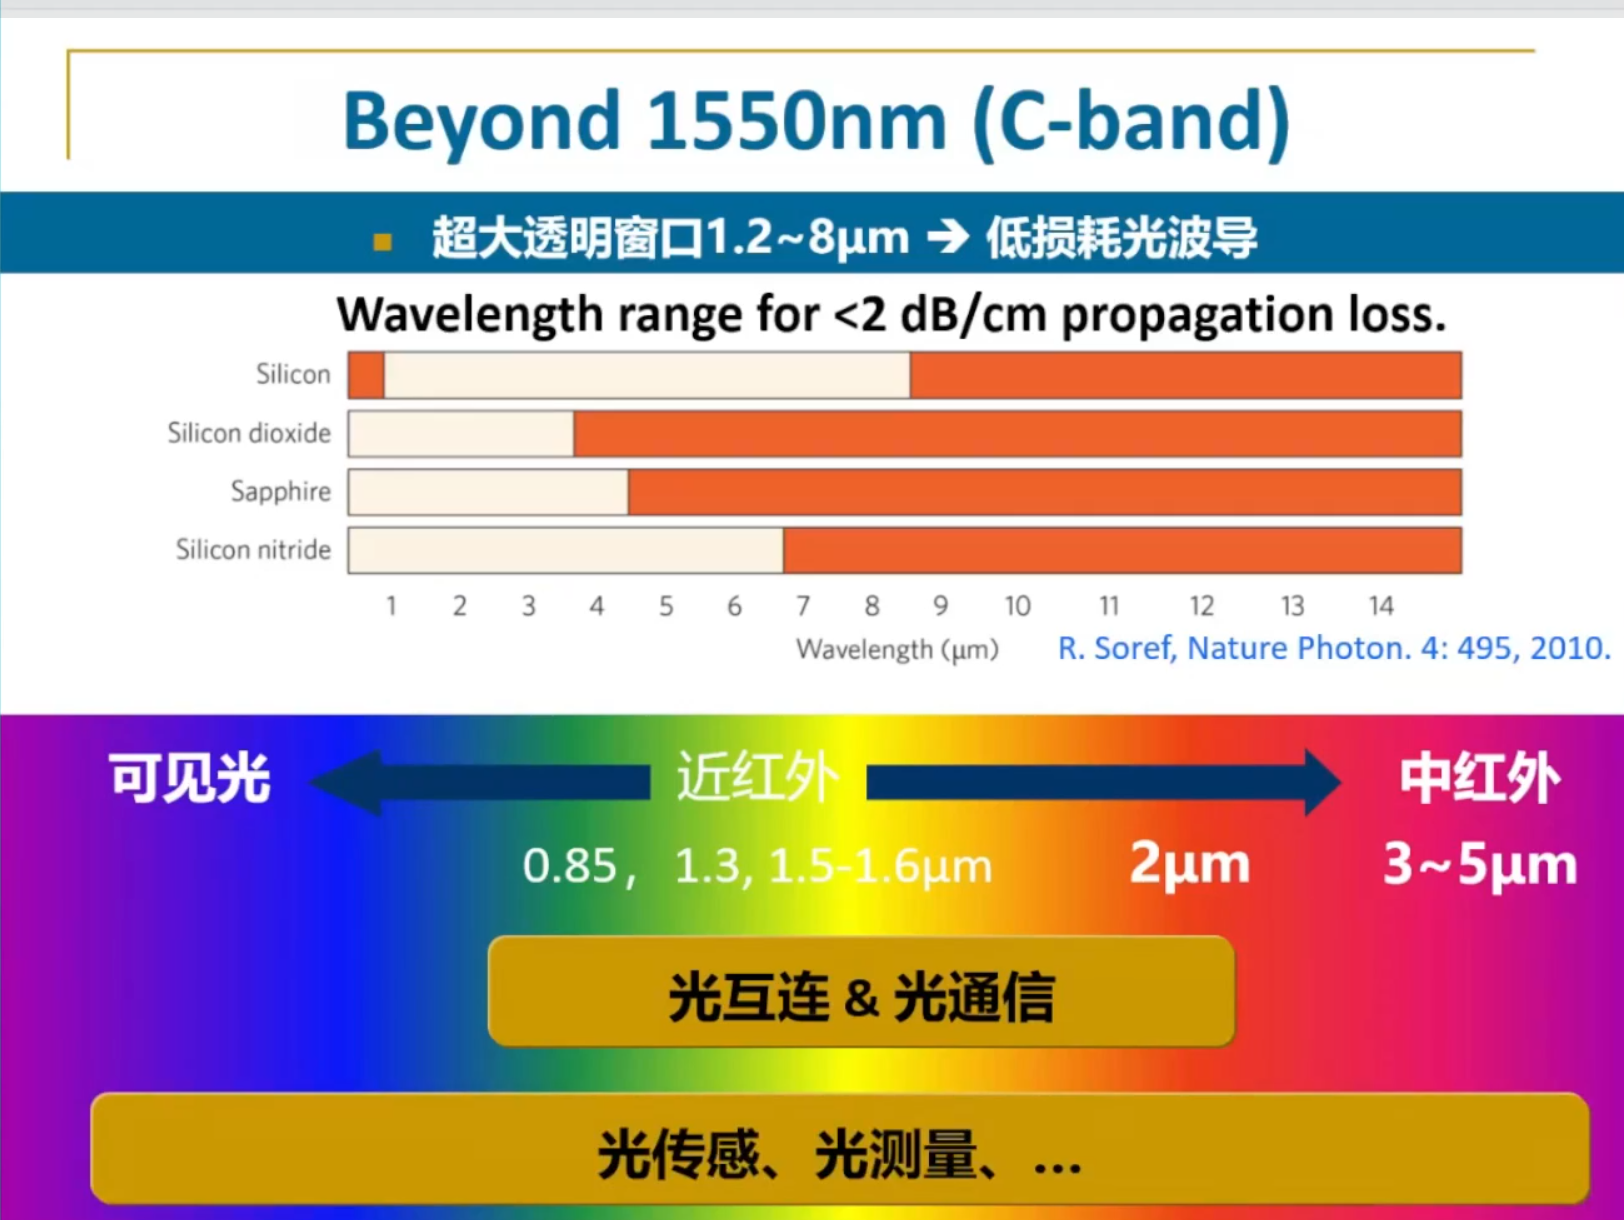 Beyond 1550nm (C-band)
■ 超大透明窗口1.2~8μm ➔ 低损耗光波导
Wavelength range for <2 dB/cm propagation loss.
Silicon
Silicon dioxide
Sapphire
Silicon nitride
1 2 3 4 5 6 7 8 9 10 11 12 13 14
Wavelength (μm)
R. Soref, Nature Photon. 4: 495, 2010.
可见光 近红外 中红外
0.85, 1.3, 1.5-1.6μm 2μm 3~5μm
光互连 & 光通信
光传感、光测量、...